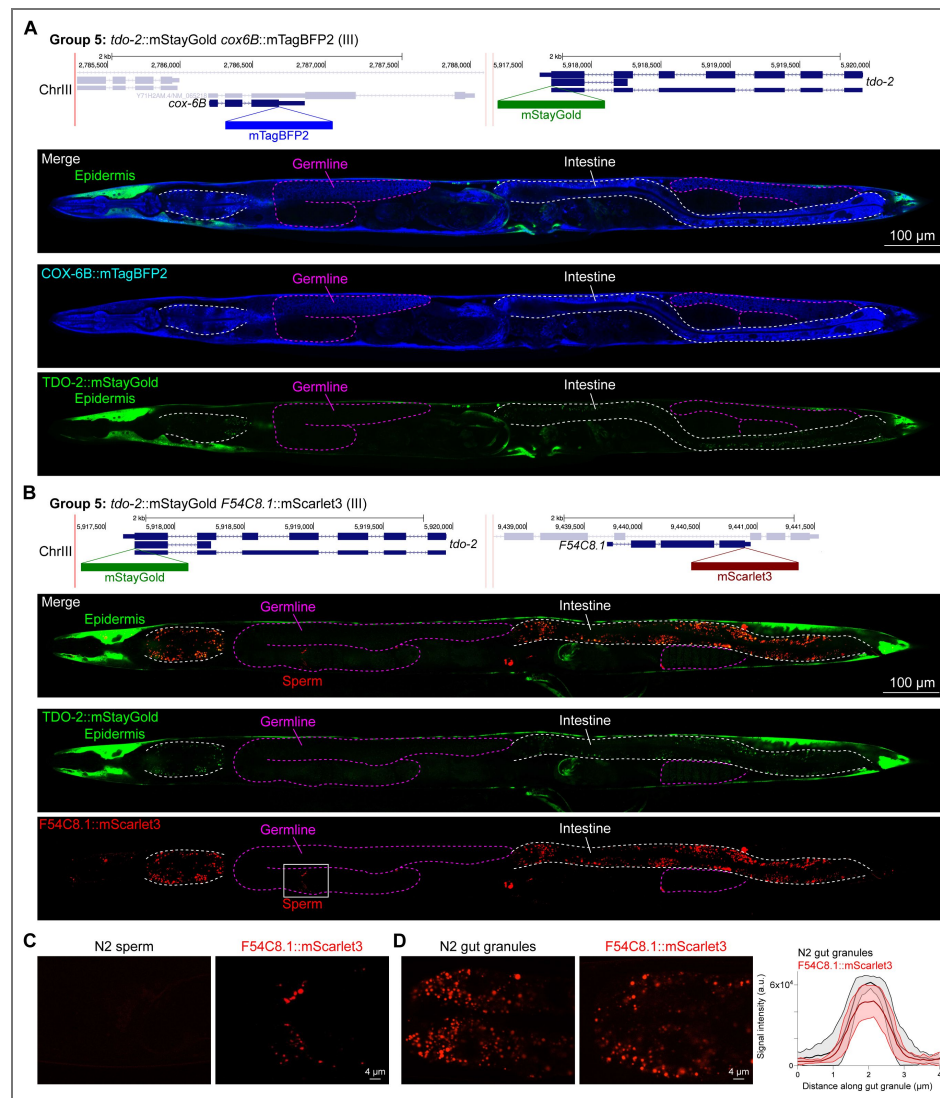 A
Group 5: tdo-2::mStayGold cox6B::mTagBFP2 (III)
2 kb
2,785,500 2,786,000 2,786,500 2,787,000 2,787,500 2,788,000
ChrIII
cox-6B
mTagBFP2
2 kb
5,917,500 5,918,000 5,918,500 5,919,000 5,919,500 5,920,000
tdo-2
mStayGold
Merge
Epidermis
Germline
Intestine
100 μm
COX-6B::mTagBFP2
Germline
Intestine
TDO-2::mStayGold
Epidermis
Germline
Intestine
B
Group 5: tdo-2::mStayGold F54C8.1::mScarlet3 (III)
2 kb
5,917,500 5,918,000 5,918,500 5,919,000 5,919,500 5,920,000
ChrIII
tdo-2
mStayGold
2 kb
9,439,000 9,439,500 9,440,000 9,440,500 9,441,000 9,441,500
F54C8.1
mScarlet3
Merge
Epidermis
Germline
Sperm
Intestine
100 μm
TDO-2::mStayGold
Epidermis
Germline
Intestine
F54C8.1::mScarlet3
Germline
Sperm
Intestine
C
N2 sperm
F54C8.1::mScarlet3
4 μm
D
N2 gut granules
F54C8.1::mScarlet3
4 μm
N2 gut granules
F54C8.1::mScarlet3
6x10⁴
Signal intensity (a.u.)
0
0 1 2 3 4
Distance along gut granule (μm)